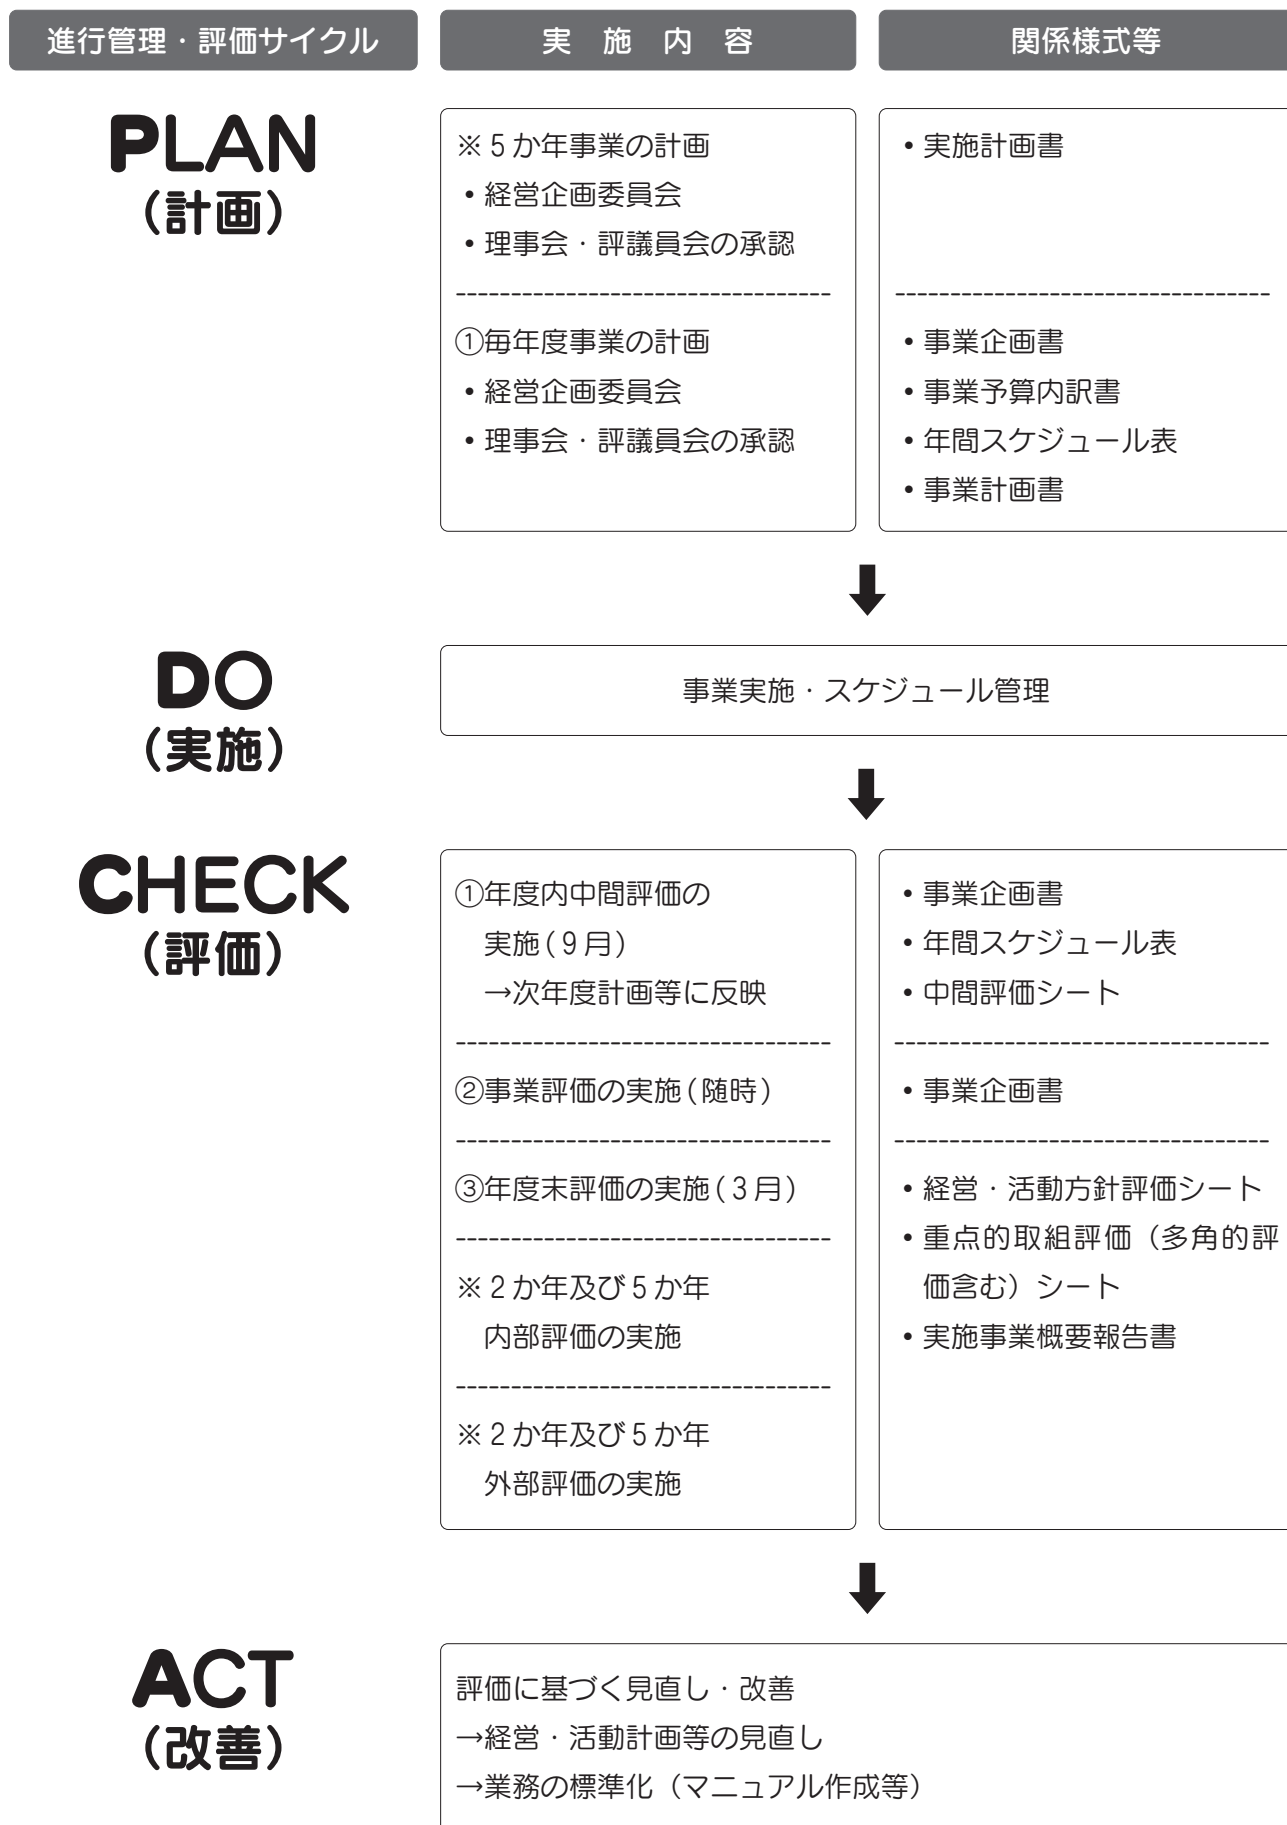 進行管理・評価サイクル
実施内容
関係様式等
PLAN
(計画)
※5か年事業の計画
・経営企画委員会
・理事会・評議員会の承認
①毎年度事業の計画
・経営企画委員会
・理事会・評議員会の承認
・実施計画書
・事業企画書
・事業予算内訳書
・年間スケジュール表
・事業計画書
DO
(実施)
事業実施・スケジュール管理
CHECK
(評価)
①年度内中間評価の
実施(9月)
→次年度計画等に反映
②事業評価の実施(随時)
③年度末評価の実施(3月)
※2か年及び5か年
内部評価の実施
※2か年及び5か年
外部評価の実施
・事業企画書
・年間スケジュール表
・中間評価シート
・事業企画書
・経営・活動方針評価シート
・重点的取組評価（多角的評
価含む）シート
・実施事業概要報告書
ACT
(改善)
評価に基づく見直し・改善
→経営・活動計画等の見直し
→業務の標準化（マニュアル作成等）